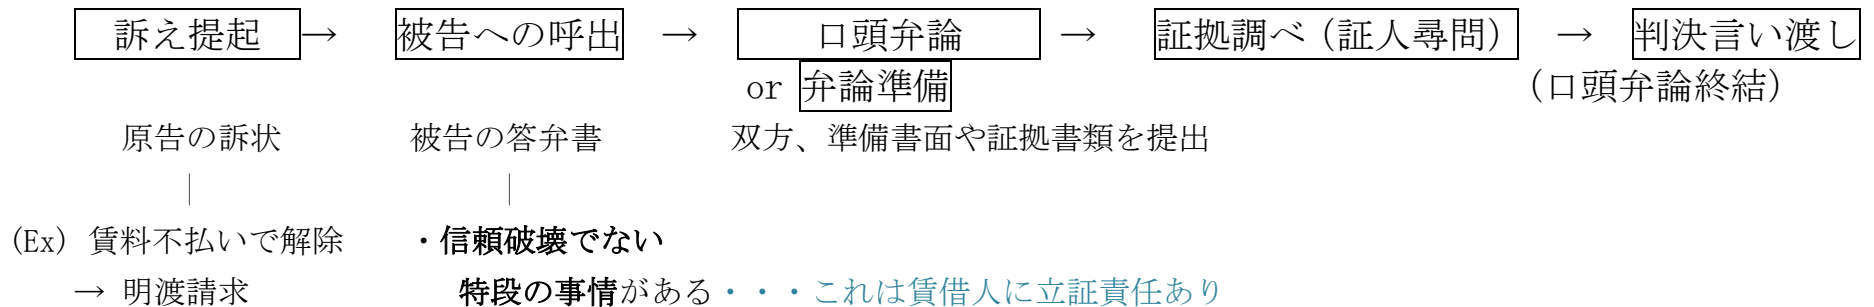 訴え提起 → 被告への呼出 → 口頭弁論 → 証拠調べ（証人尋問） → 判決言い渡し
or 弁論準備 （口頭弁論終結）
原告の訴状 被告の答弁書 双方、準備書面や証拠書類を提出
｜ ｜
(Ex) 賃料不払いで解除 ・信頼破壊でない
→ 明渡請求 特段の事情がある・・・これは賃借人に立証責任あり